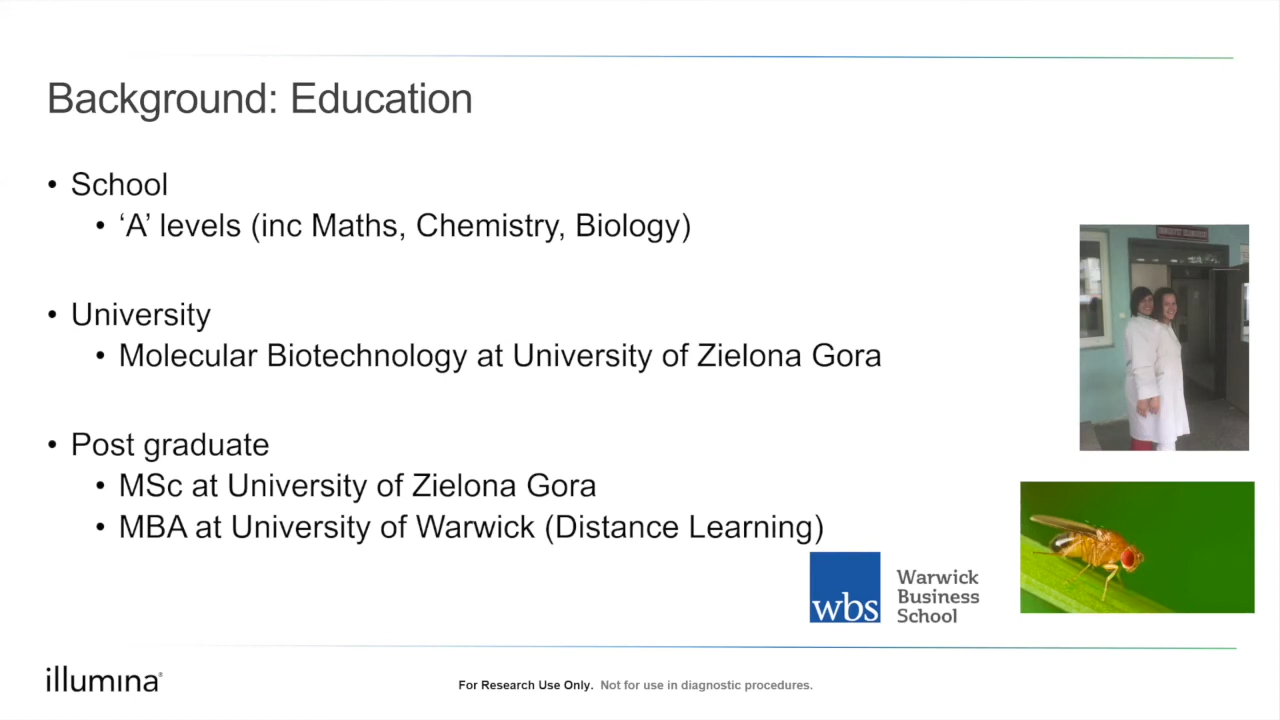 Background: Education
• School
• ‘A’ levels (inc Maths, Chemistry, Biology)
• University
• Molecular Biotechnology at University of Zielona Gora
• Post graduate
• MSc at University of Zielona Gora
• MBA at University of Warwick (Distance Learning)
wbs
Warwick
Business
School
illumina®
For Research Use Only. Not for use in diagnostic procedures.